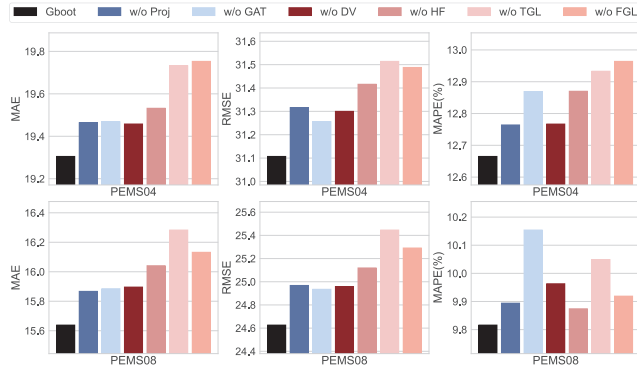 Gboot w/o Proj w/o GAT w/o DV w/o HF w/o TGL w/o FGL
MAE
19.8
19.6
19.4
19.2
PEMS04
RMSE
31.6
31.5
31.4
31.3
31.2
31.1
31.0
PEMS04
MAPE(%)
13.0
12.9
12.8
12.7
12.6
PEMS04
MAE
16.4
16.2
16.0
15.8
15.6
PEMS08
RMSE
25.6
25.4
25.2
25.0
24.8
24.6
24.4
PEMS08
MAPE(%)
10.2
10.1
10.0
9.9
9.8
PEMS08